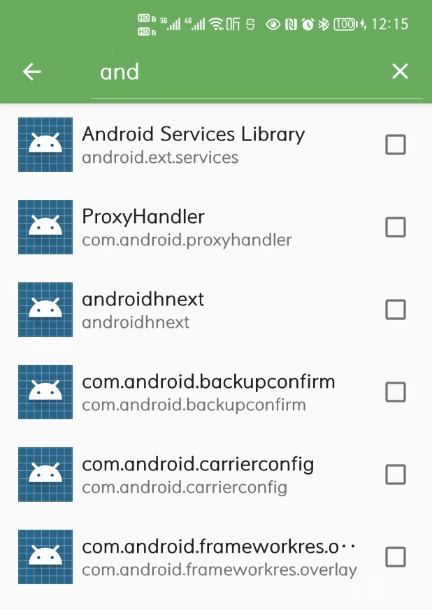 HD 5G 4G S 100 12:15
HD
and
Android Services Library
android.ext.services
ProxyHandler
com.android.proxyhandler
androidhnext
androidhnext
com.android.backupconfirm
com.android.backupconfirm
com.android.carrierconfig
com.android.carrierconfig
com.android.frameworkres.o··
com.android.frameworkres.overlay